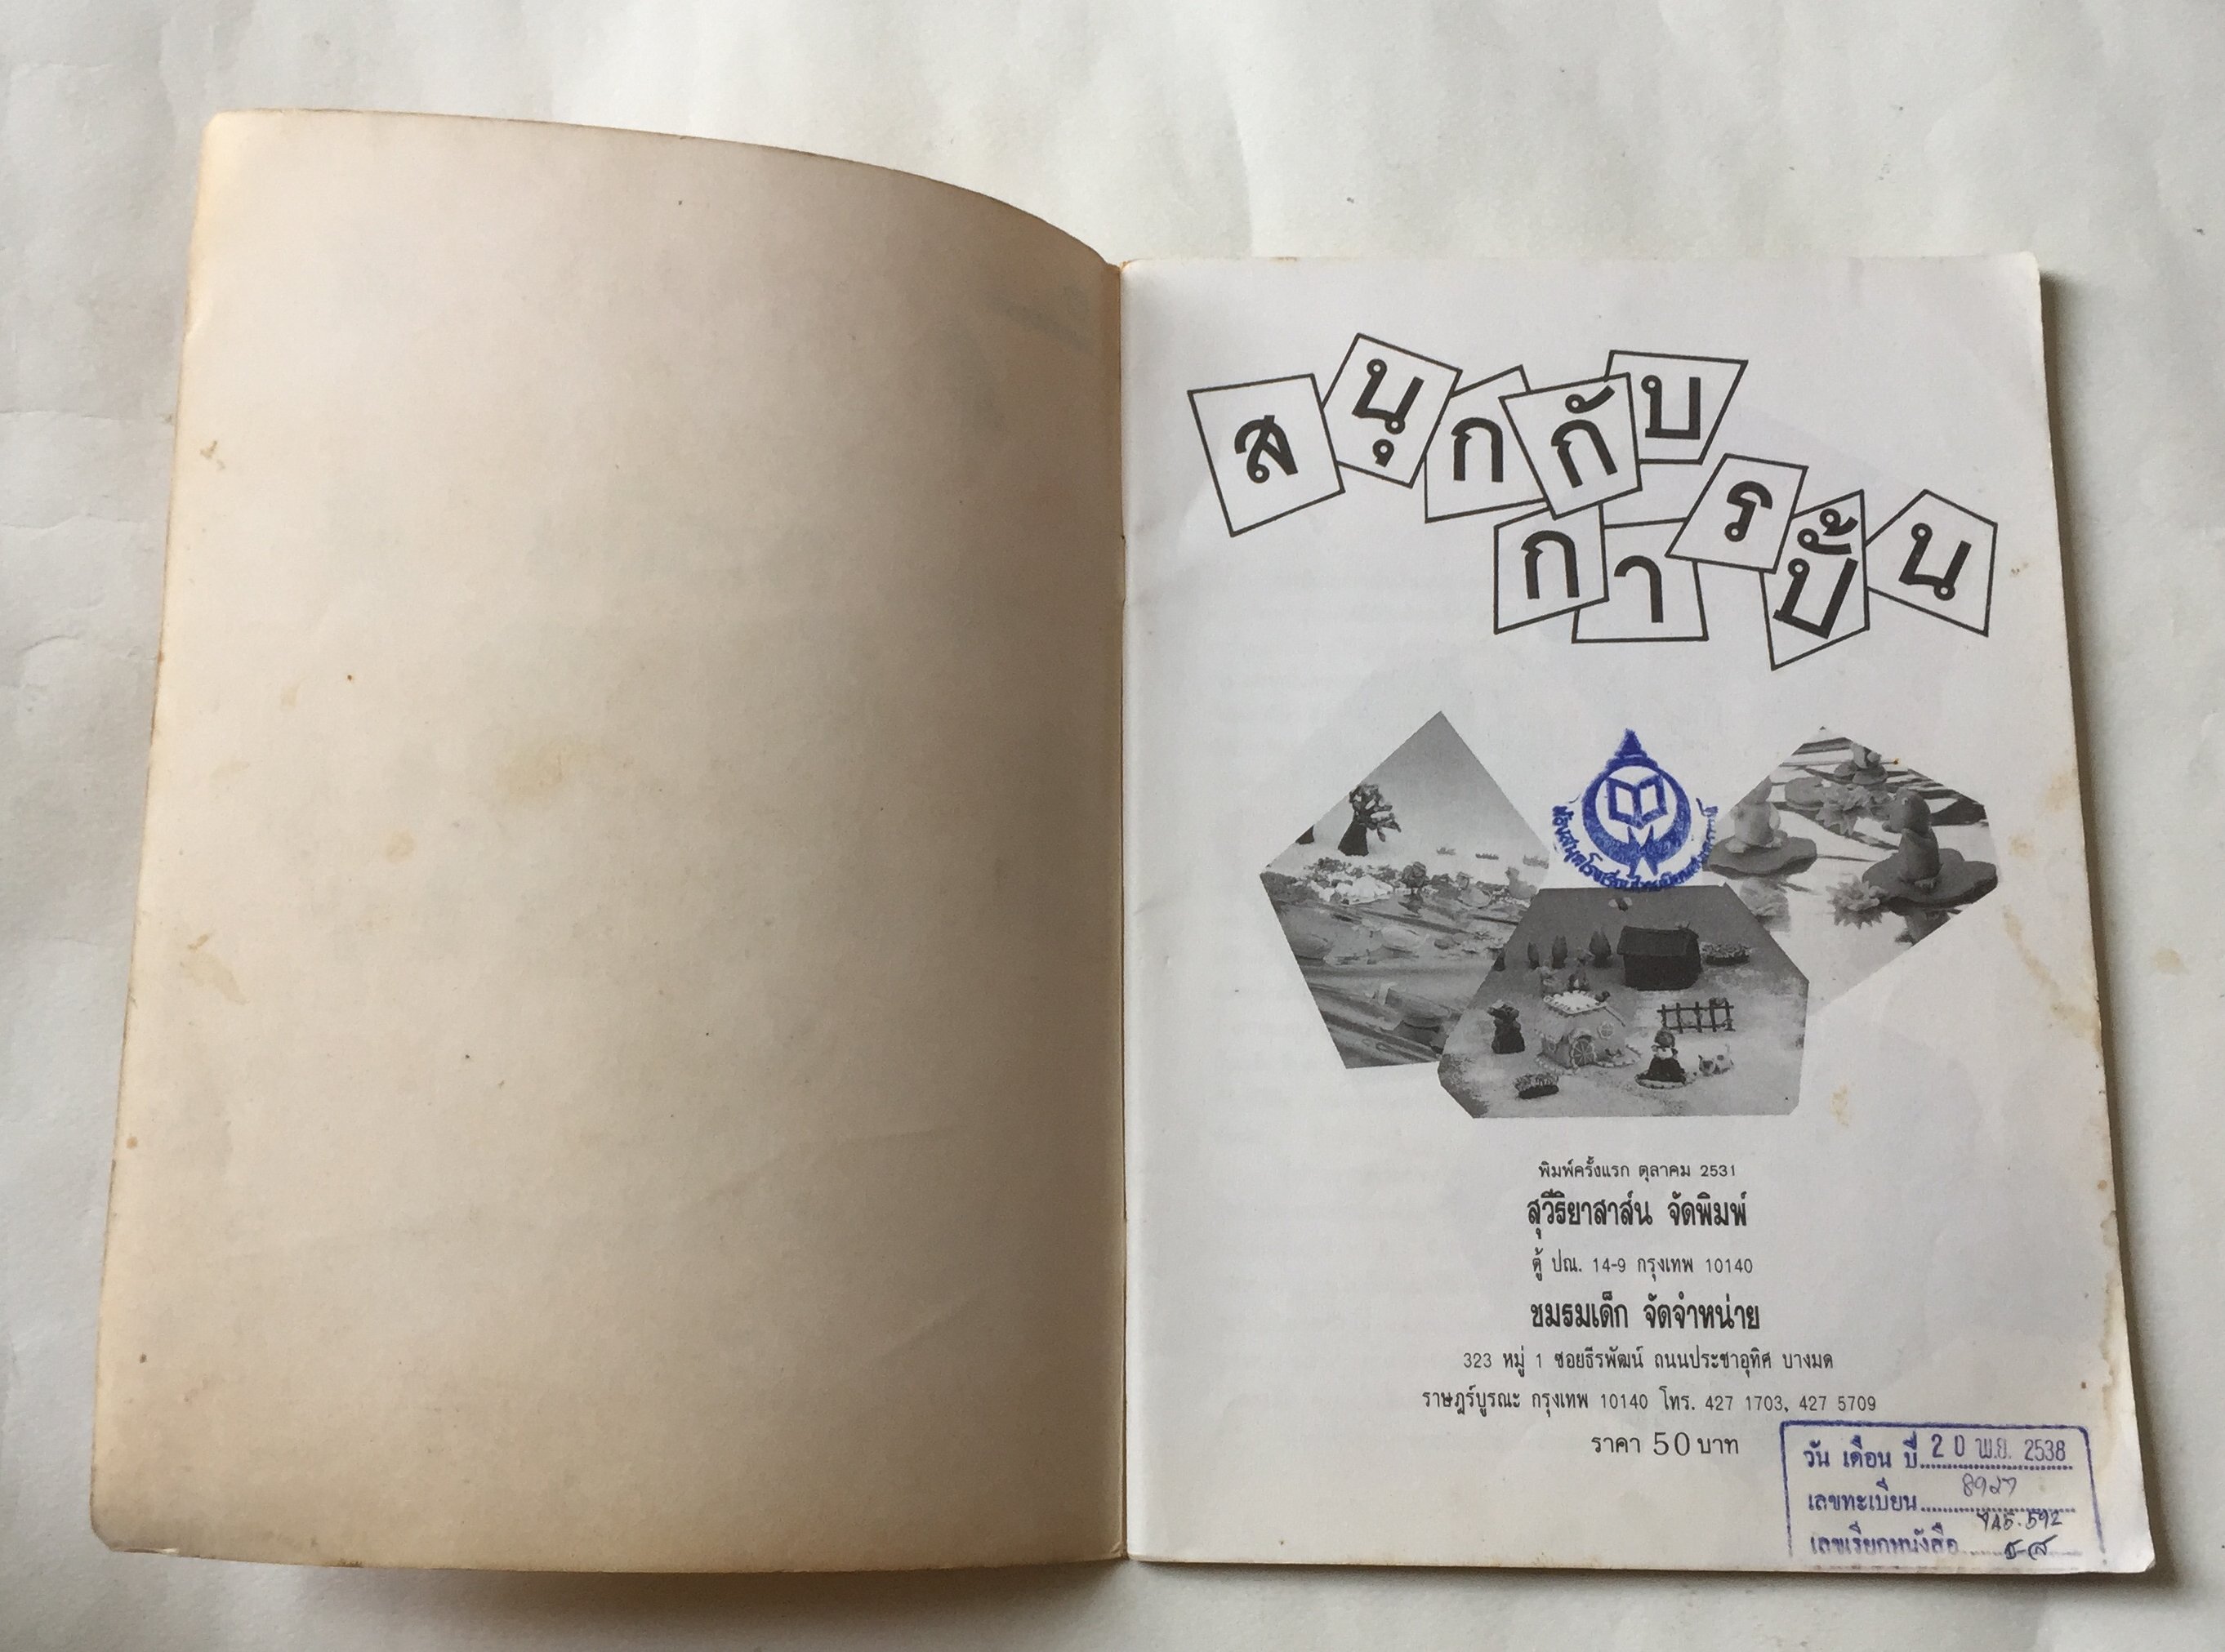 สนุกกับ
การปั้น
พิมพ์ครั้งแรก ตุลาคม 2531
สุวีริยาสาส์น จัดพิมพ์
ตู้ ปณ. 14-9 กรุงเทพ 10140
ชมรมเด็ก จัดจำหน่าย
323 หมู่ 1 ซอยธีรพัฒน์ ถนนประชาอุทิศ บางมด
ราษฎร์บูรณะ กรุงเทพ 10140 โทร. 427 1703, 427 5709
ราคา 50 บาท
วัน เดือน ปี 20 พ.ย. 2538
เลขทะเบียน 8927
เลขเรียกหนังสือ